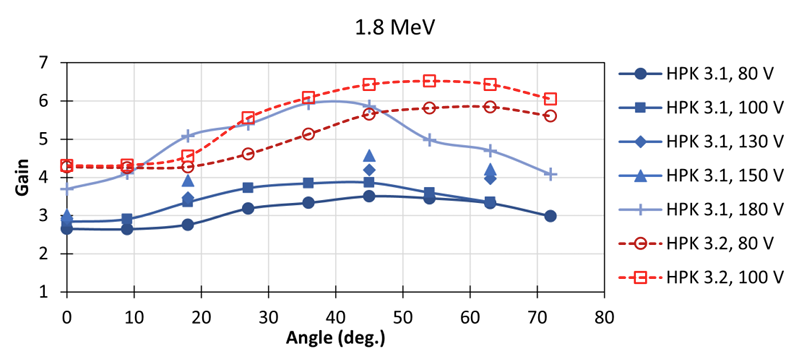 1.8 MeV
7
6
5
4
3
2
1
Gain
0 10 20 30 40 50 60 70 80
Angle (deg.)
HPK 3.1, 80 V
HPK 3.1, 100 V
HPK 3.1, 130 V
HPK 3.1, 150 V
HPK 3.1, 180 V
HPK 3.2, 80 V
HPK 3.2, 100 V